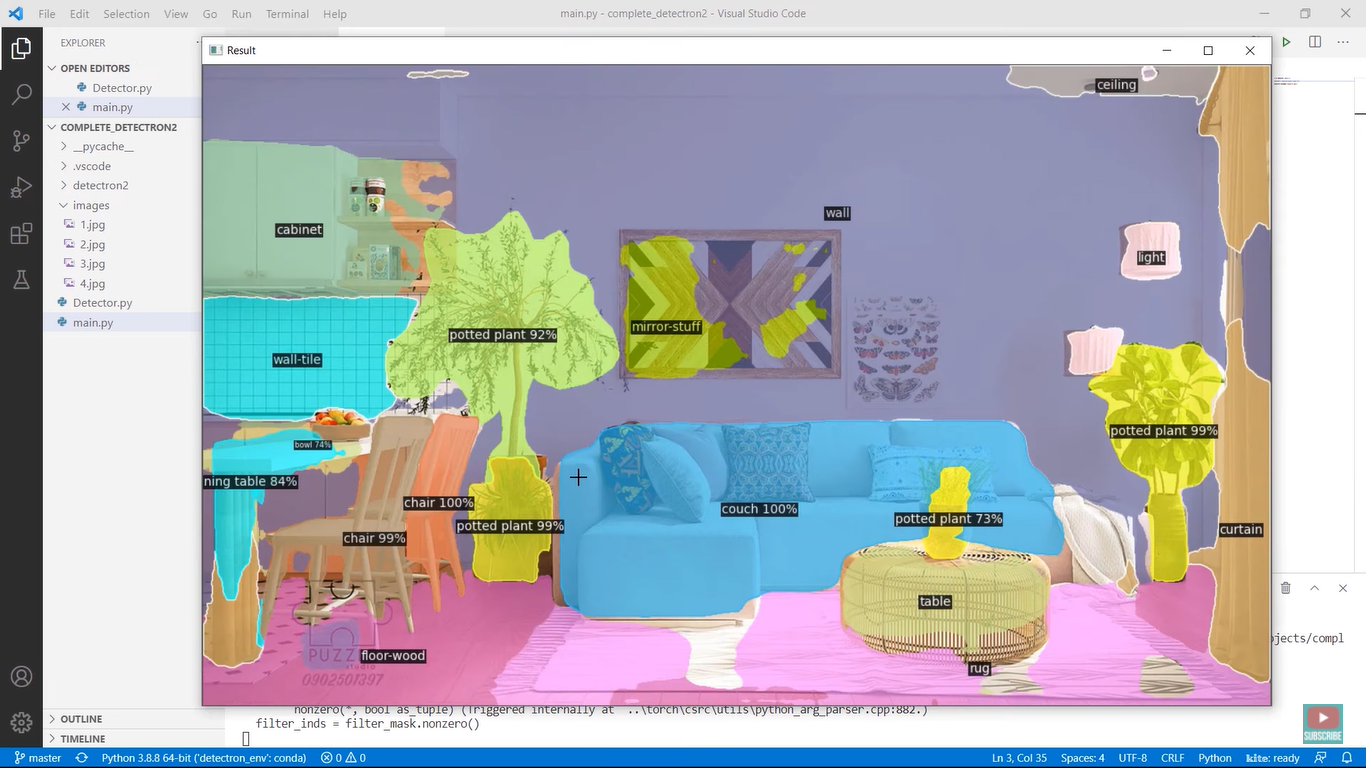 File Edit Selection View Go Run Terminal Help
main.py - complete_detectron2 - Visual Studio Code
EXPLORER
OPEN EDITORS
Detector.py
main.py
COMPLETE_DETECTRON2
__pycache__
.vscode
detectron2
images
1.jpg
2.jpg
3.jpg
4.jpg
Detector.py
main.py
OUTLINE
TIMELINE
Result
ceiling
wall
cabinet
light
mirror-stuff
potted plant 92%
wall-tile
potted plant 99%
bowl 74%
ning table 84%
chair 100%
couch 100%
potted plant 73%
potted plant 99%
curtain
chair 99%
table
floor-wood
rug
PUZZ
0902501397
ojects/compl
nonzero(*, bool as_tuple) (Triggered internally at ..\torch\csrc\utils\python_arg_parser.cpp:882.)
filter_inds = filter_mask.nonzero()
SUBSCRIBE
master Python 3.8.8 64-bit ('detectron_env': conda) 0 0 Ln 3, Col 35 Spaces: 4 UTF-8 CRLF Python kite: ready